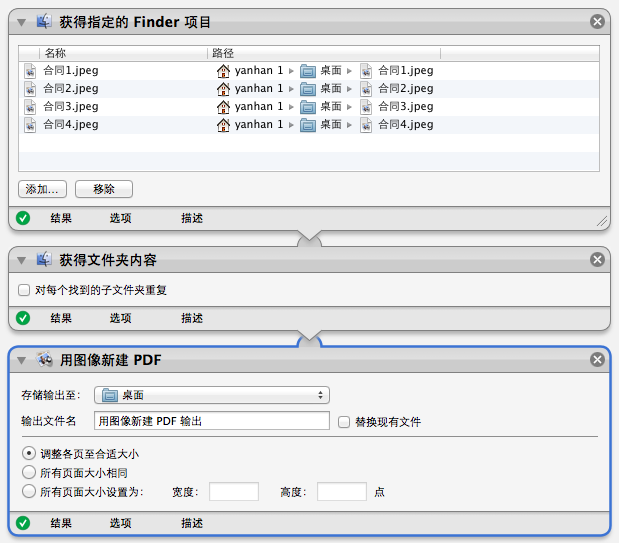 获得指定的 Finder 项目
名称 路径
合同1.jpeg yanhan 1 桌面 合同1.jpeg
合同2.jpeg yanhan 1 桌面 合同2.jpeg
合同3.jpeg yanhan 1 桌面 合同3.jpeg
合同4.jpeg yanhan 1 桌面 合同4.jpeg
添加... 移除
结果 选项 描述
获得文件夹内容
对每个找到的子文件夹重复
结果 选项 描述
用图像新建 PDF
存储输出至: 桌面
输出文件名 用图像新建 PDF 输出 替换现有文件
调整各页至合适大小
所有页面大小相同
所有页面大小设置为: 宽度: 高度: 点
结果 选项 描述